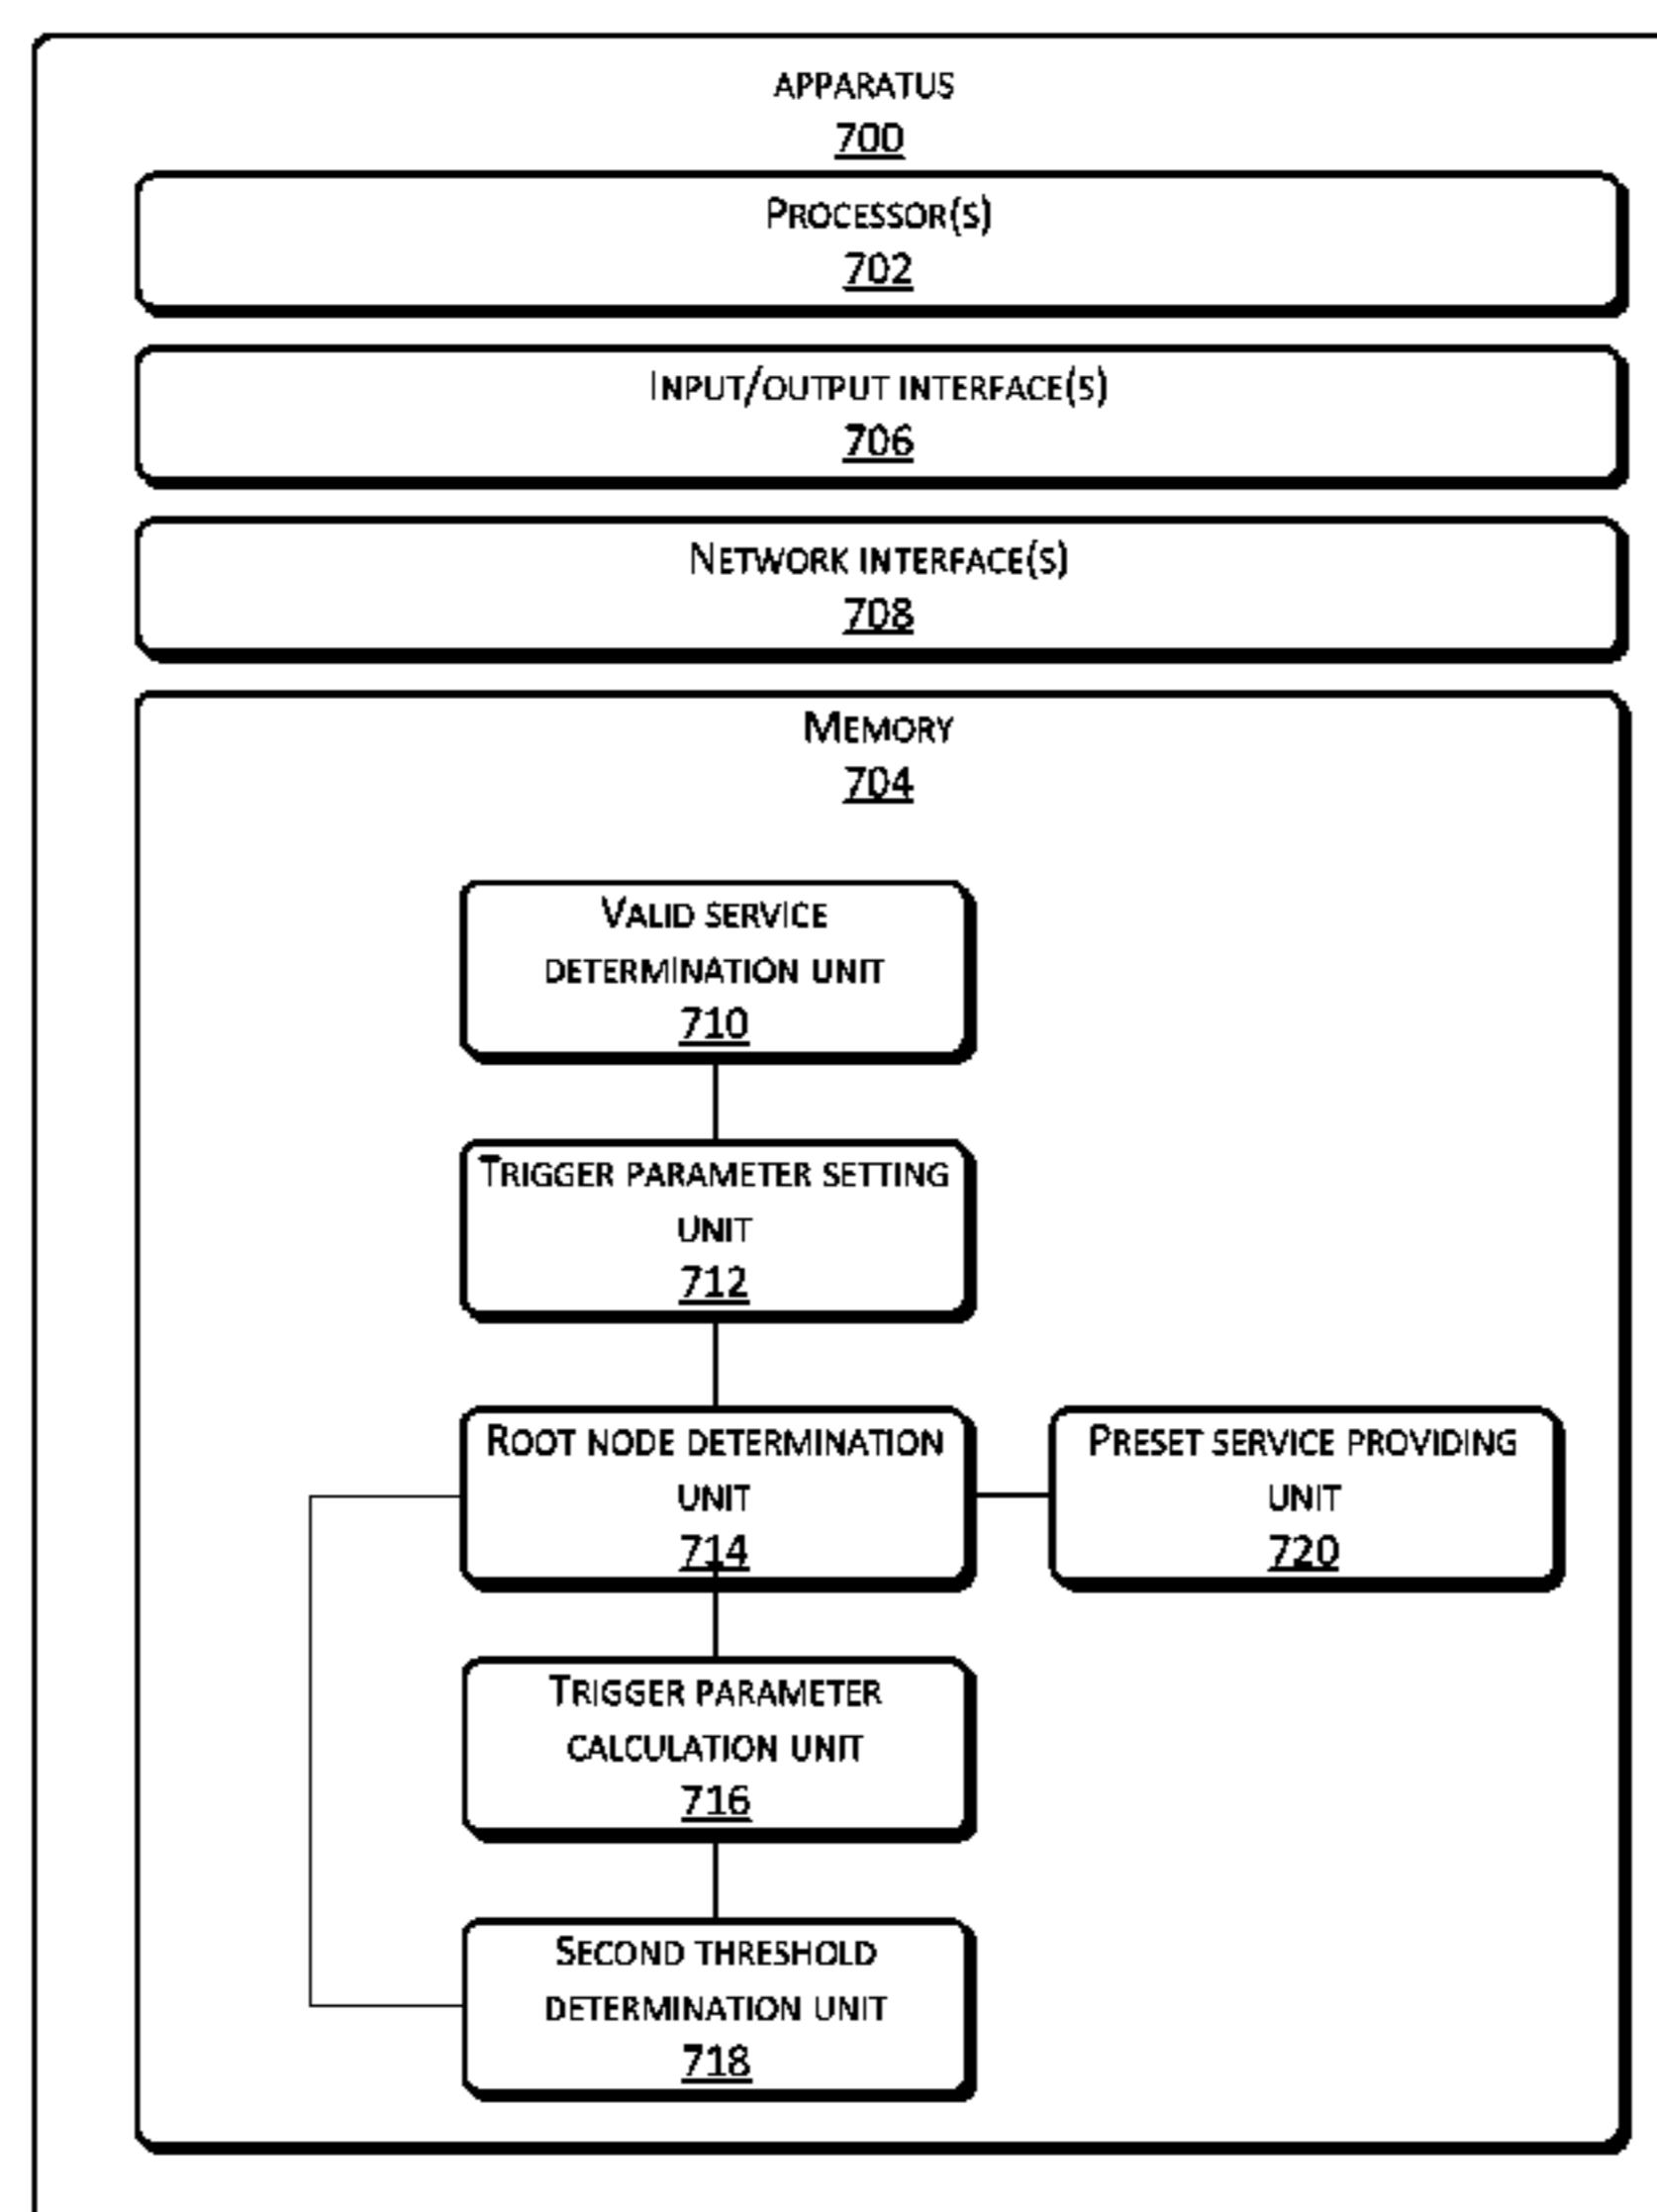 APPARATUS
700
PROCESSOR(S)
702
INPUT/OUTPUT INTERFACE(S)
706
NETWORK INTERFACE(S)
708
MEMORY
704
VALID SERVICE
DETERMINATION UNIT
710
TRIGGER PARAMETER SETTING
UNIT
712
ROOT NODE DETERMINATION
UNIT
714
PRESET SERVICE PROVIDING
UNIT
720
TRIGGER PARAMETER
CALCULATION UNIT
716
SECOND THRESHOLD
DETERMINATION UNIT
718